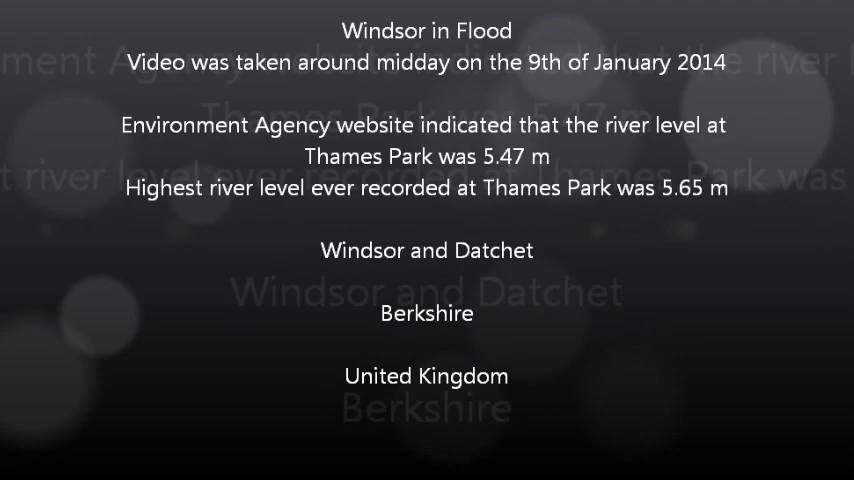 Windsor in Flood
Video was taken around midday on the 9th of January 2014
Environment Agency website indicated that the river level at
Thames Park was 5.47 m
Highest river level ever recorded at Thames Park was 5.65 m
Windsor and Datchet
Berkshire
United Kingdom